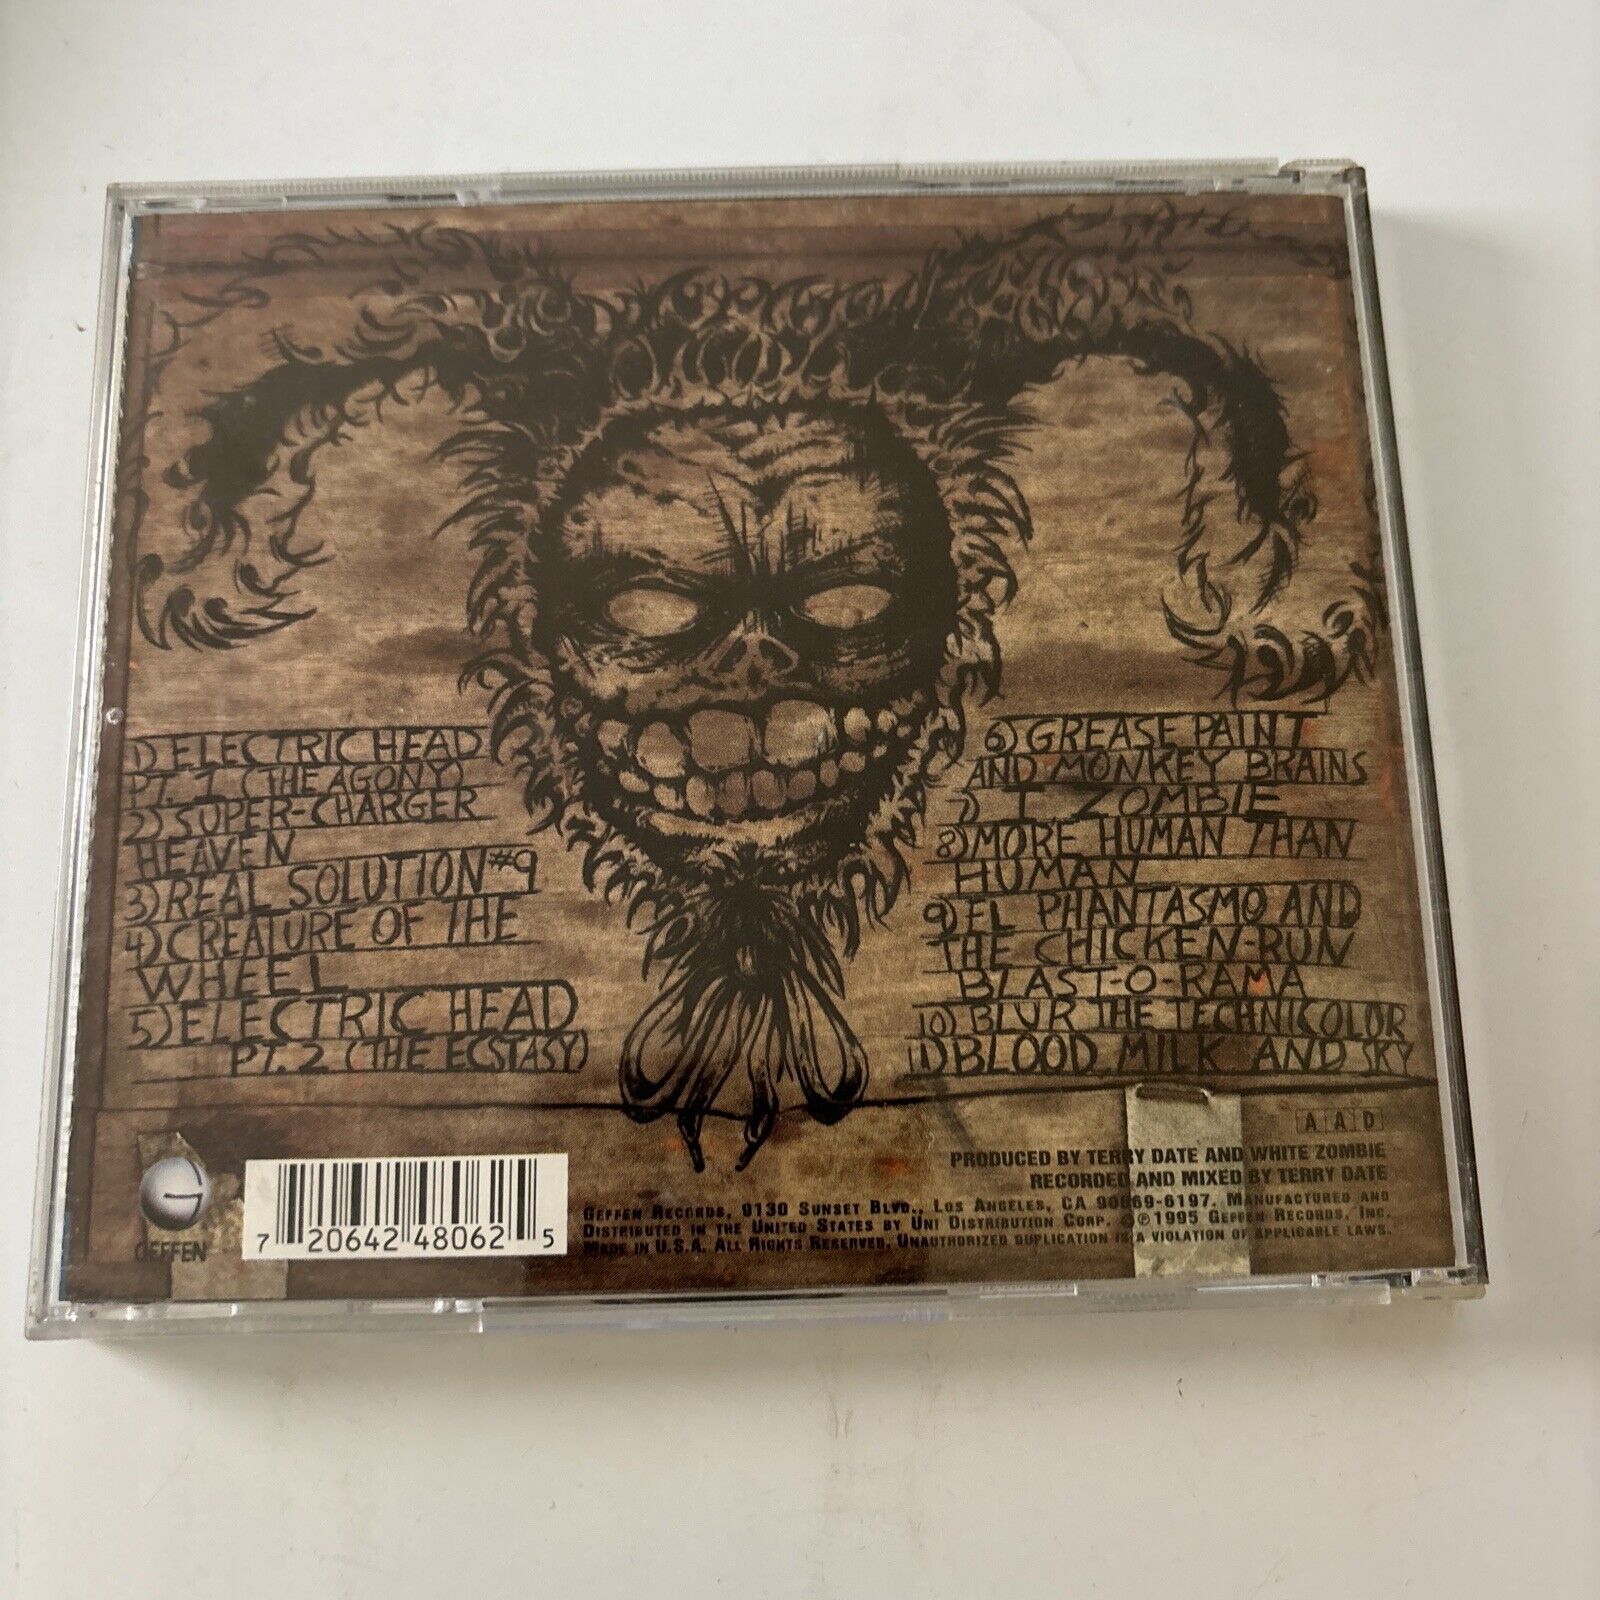 1) ELECTRIC HEAD
PT. 1 (THE AGONY)
2) SUPER-CHARGER
HEAVEN
3) REAL SOLUTION #9
4) CREATURE OF THE
WHEEL
5) ELECTRIC HEAD
PT. 2 (THE ECSTASY)
6) GREASE PAINT
AND MONKEY BRAINS
7) I, ZOMBIE
8) MORE HUMAN THAN
HUMAN
9) EL PHANTASMO AND
THE CHICKEN-RUN
BLAST-O-RAMA
10) BLUR THE TECHNICOLOR
11) BLOOD, MILK AND SKY
AAD
PRODUCED BY TERRY DATE AND WHITE ZOMBIE
RECORDED AND MIXED BY TERRY DATE
GEFFEN RECORDS, 9130 SUNSET BLVD., LOS ANGELES, CA 90069-6197. MANUFACTURED AND
DISTRIBUTED IN THE UNITED STATES BY UNI DISTRIBUTION CORP. ©℗1995 GEFFEN RECORDS, INC.
MADE IN U.S.A. ALL RIGHTS RESERVED. UNAUTHORIZED DUPLICATION IS A VIOLATION OF APPLICABLE LAWS.
GEFFEN
7 20642 48062 5